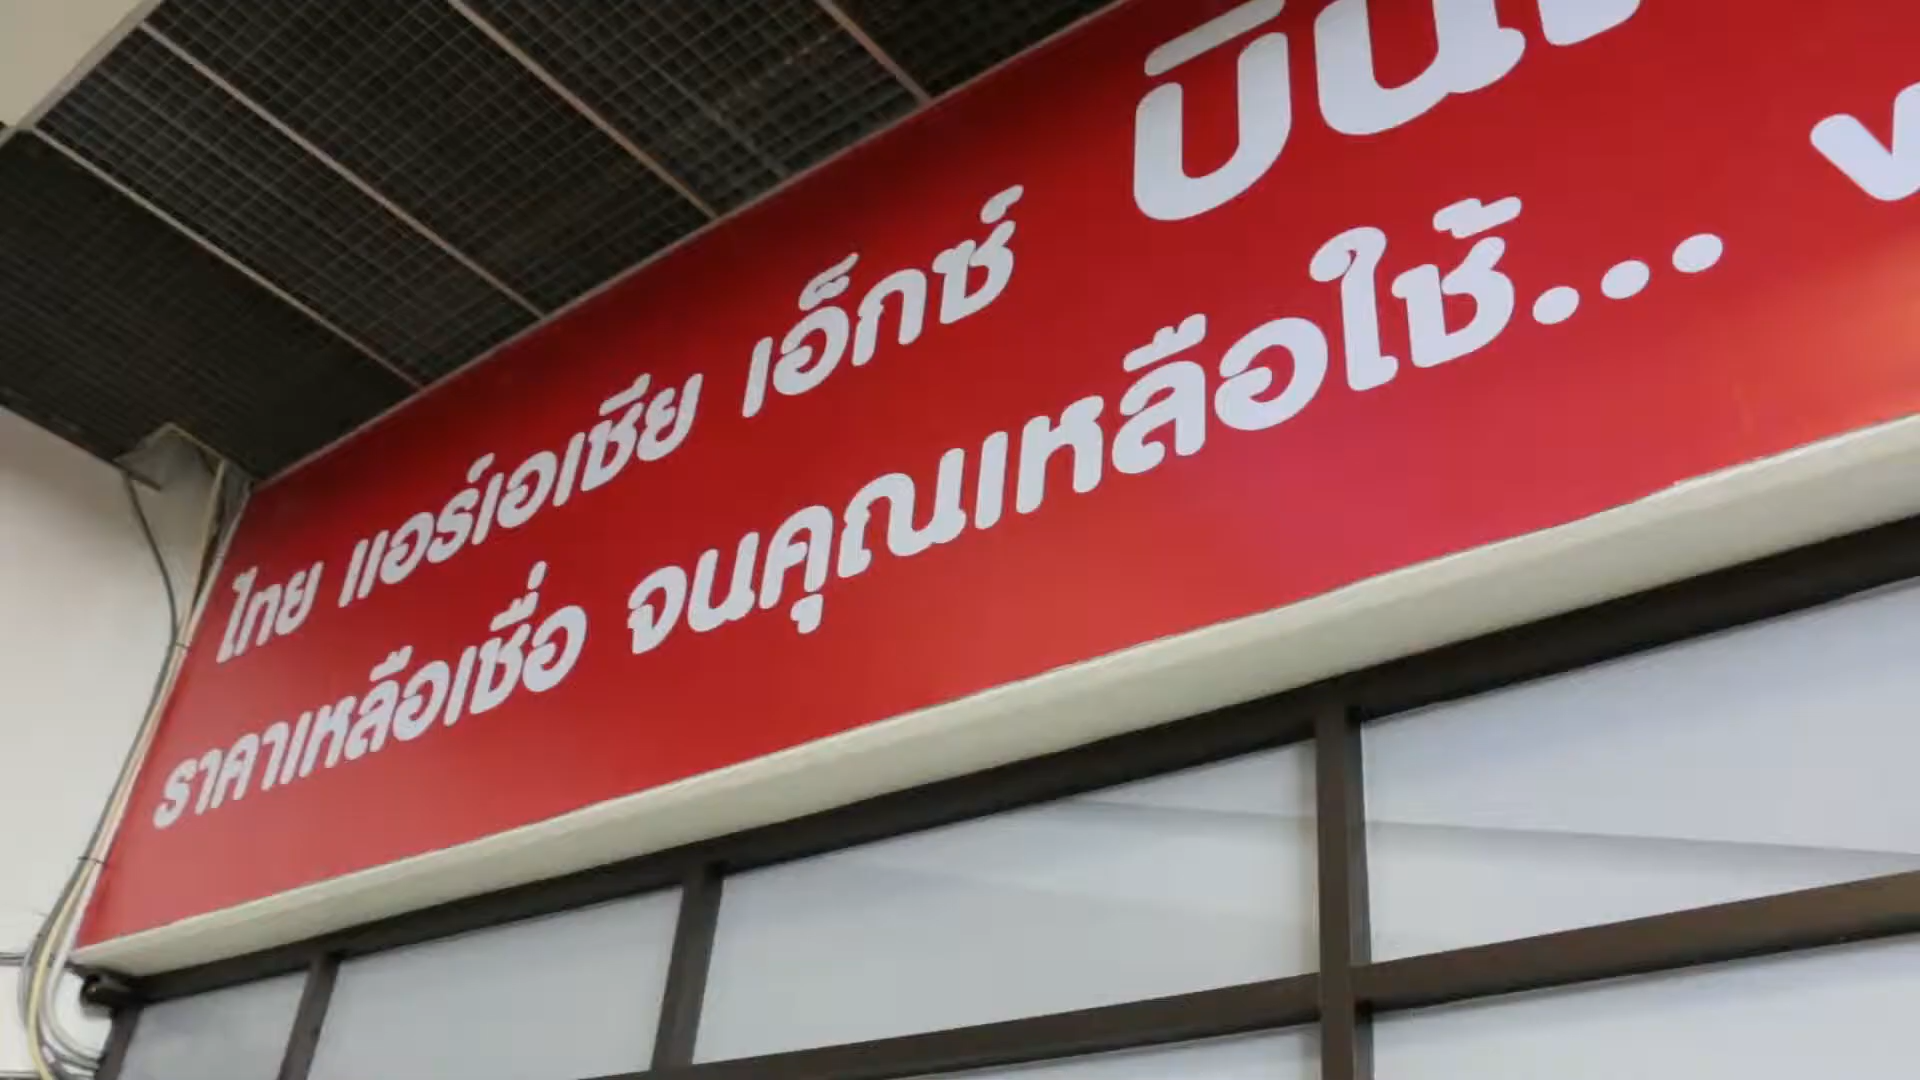 ไทย แอร์เอเชีย เอ็กซ์
ราคาเหลือเชื่อ จนคุณเหลือใช้...